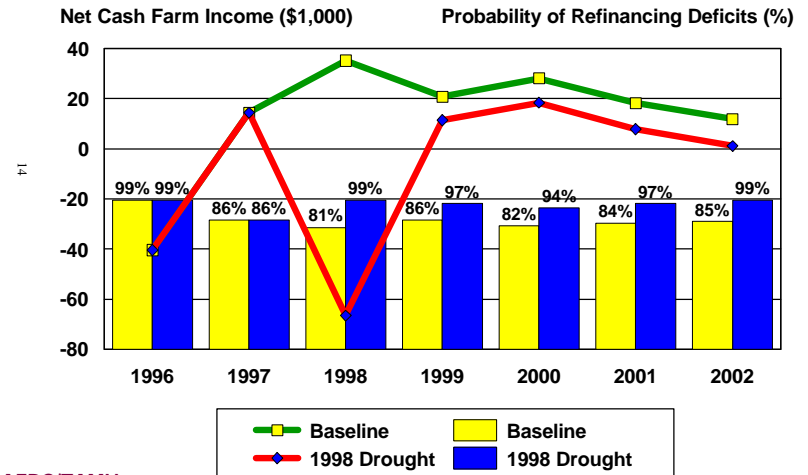 Net Cash Farm Income ($1,000) Probability of Refinancing Deficits (%)
40
20
0
-20
-40
-60
-80
14
99% 99% 86% 86% 81% 99% 86% 97% 82% 94% 84% 97% 85% 99%
1996 1997 1998 1999 2000 2001 2002
Baseline Baseline
1998 Drought 1998 Drought